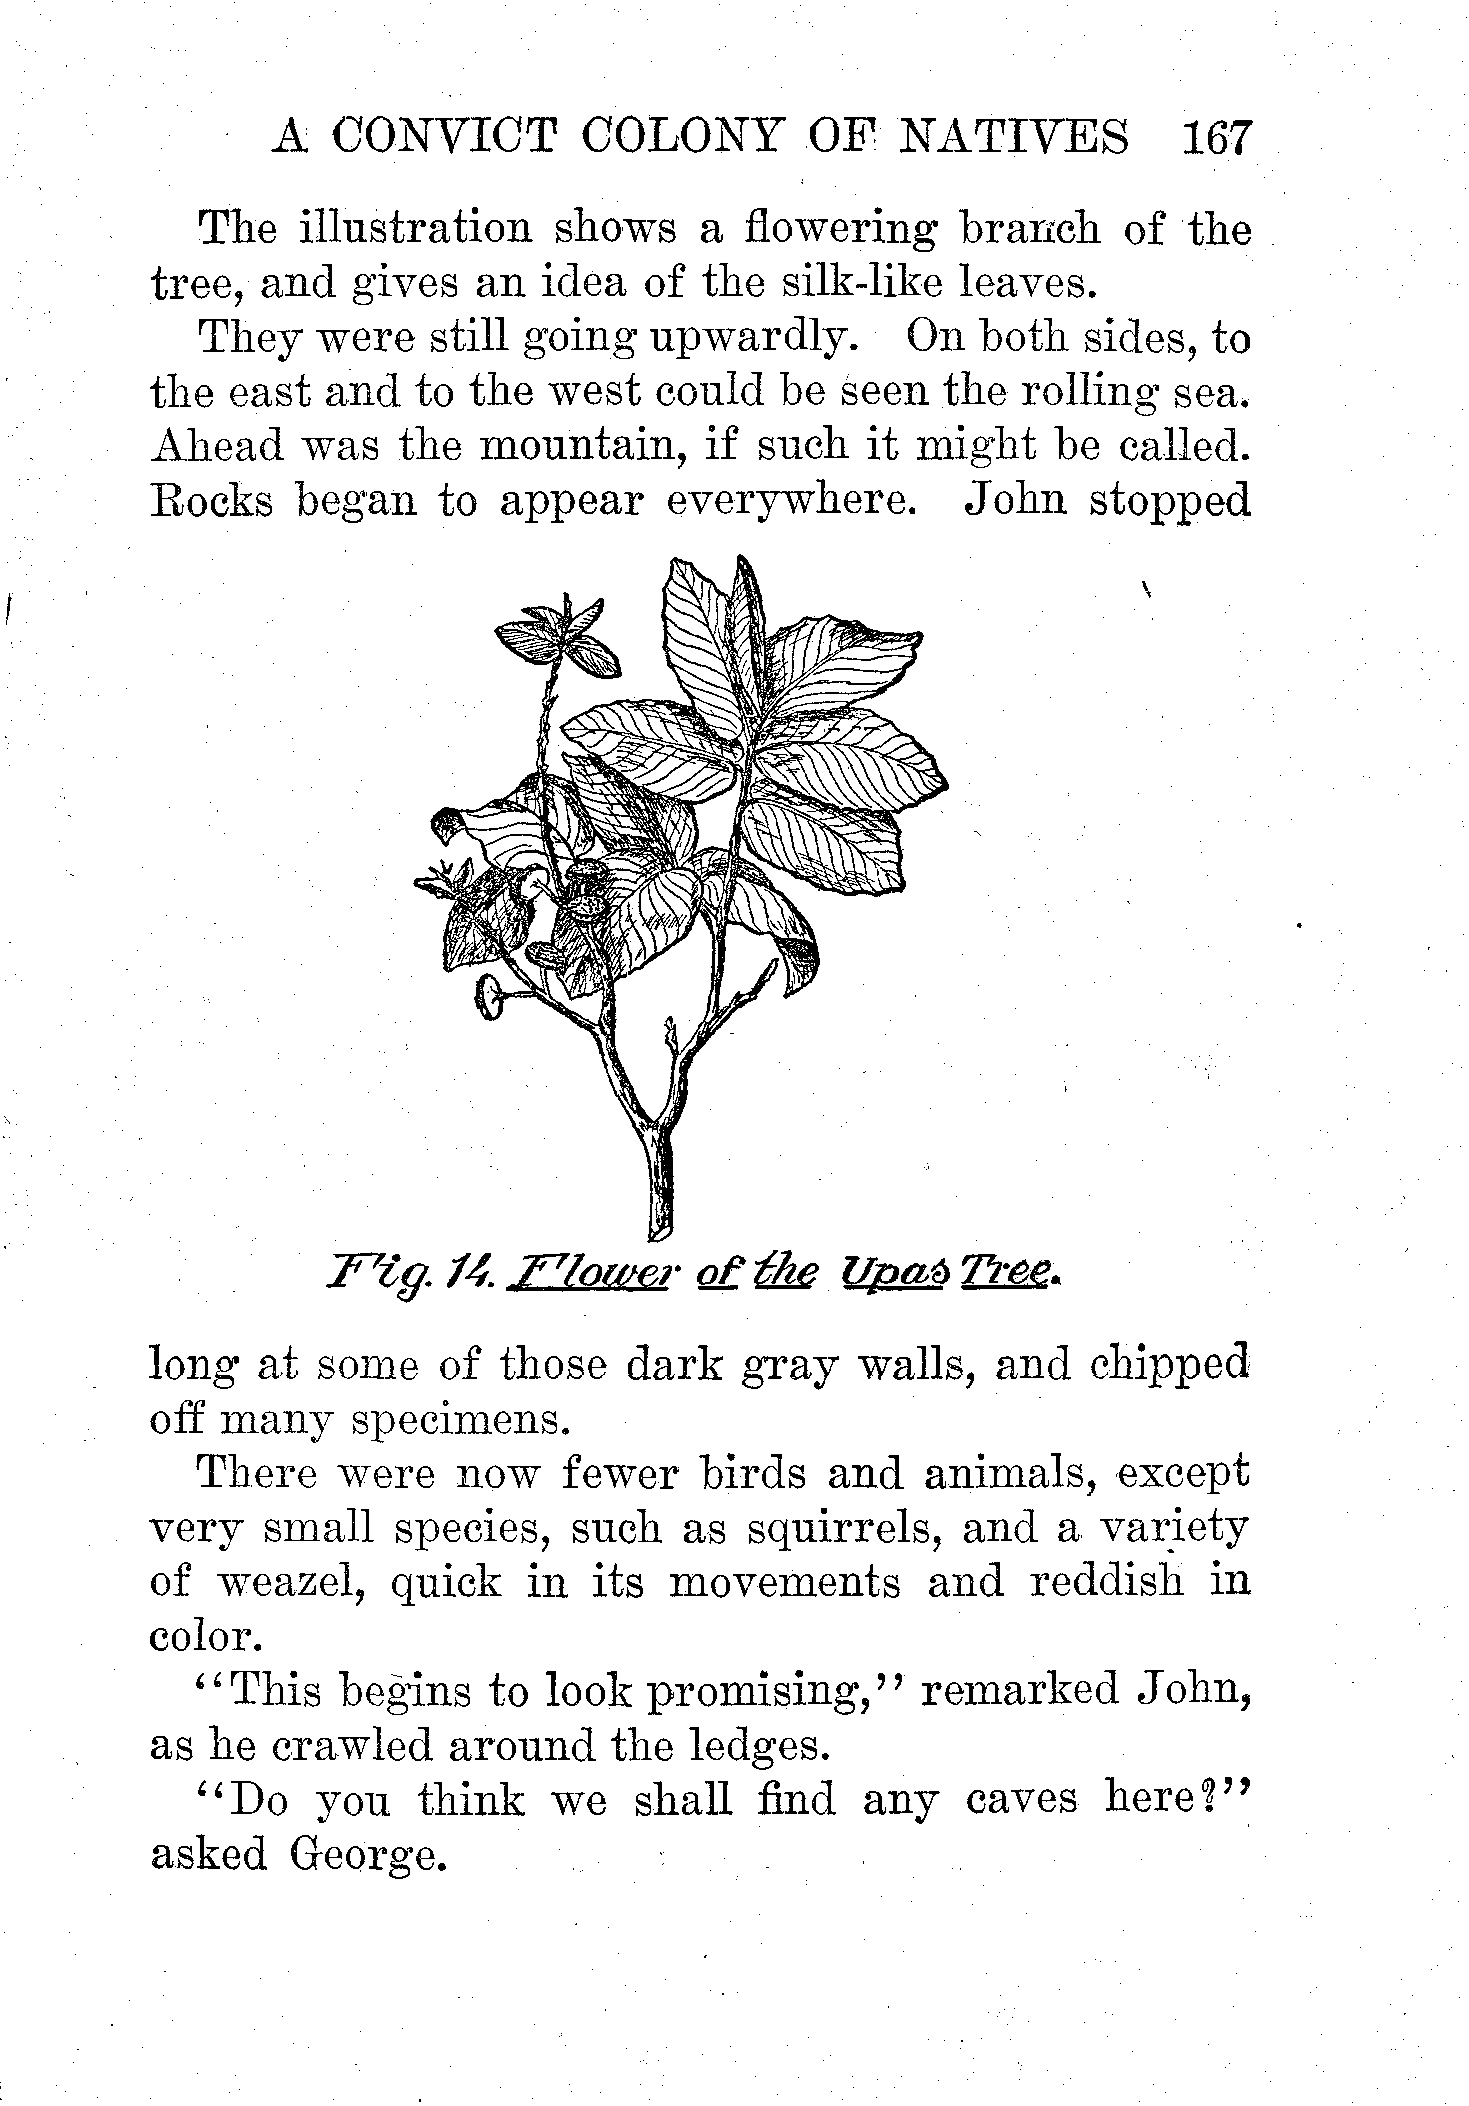 A CONVICT COLONY OF NATIVES 167
The illustration shows a flowering branch of the
tree, and gives an idea of the silk-like leaves.
They were still going upwardly. On both sides, to
the east and to the west could be seen the rolling sea.
Ahead was the mountain, if such it might be called.
Rocks began to appear everywhere. John stopped
Fig. 14. Flower of the Upas Tree.
long at some of those dark gray walls, and chipped
off many specimens.
There were now fewer birds and animals, except
very small species, such as squirrels, and a variety
of weazel, quick in its movements and reddish in
color.
“This begins to look promising,” remarked John,
as he crawled around the ledges.
“Do you think we shall find any caves here?”
asked George.